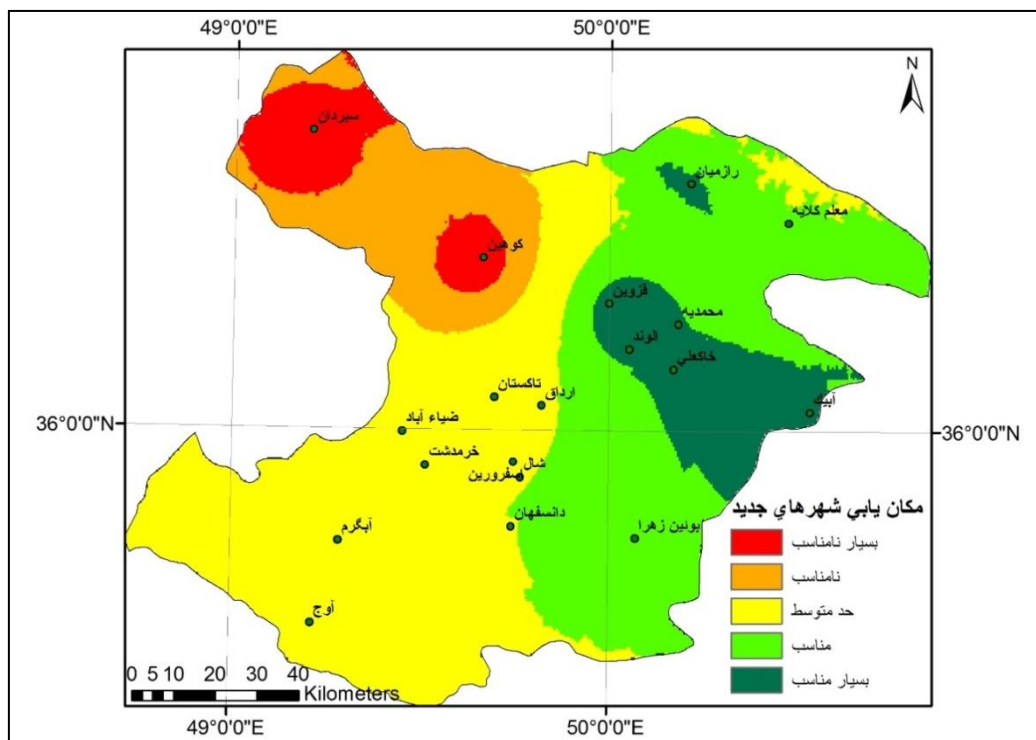 49°0'0"E
50°0'0"E
N
سيردان
رازميان
معلم كلايه
كوهين
قزوين
محمديه
الوند
خاكعلي
تاكستان
ارداق
آبيك
36°0'0"N
ضياء آباد
36°0'0"N
خرمدشت
شال
اسفرورين
دانسفهان
آبگرم
بوئين زهرا
آوج
مكان يابي شهرهاي جديد
بسيار نامناسب
نامناسب
حد متوسط
مناسب
بسيار مناسب
0 5 10 20 30 40
Kilometers
49°0'0"E
50°0'0"E